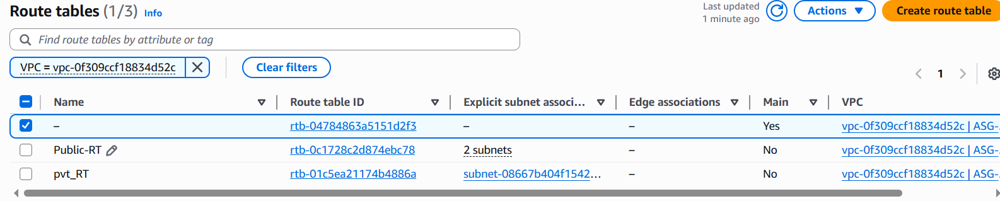 Route tables (1/3) Info
Last updated
1 minute ago
Actions
Create route table
Find route tables by attribute or tag
VPC = vpc-0f309ccf18834d52c
Clear filters
1
Name Route table ID Explicit subnet associ... Edge associations Main VPC
– rtb-04784863a5151d2f3 – – Yes vpc-0f309ccf18834d52c | ASG-...
Public-RT rtb-0c1728c2d874ebc78 2 subnets – No vpc-0f309ccf18834d52c | ASG-...
pvt_RT rtb-01c5ea21174b4886a subnet-08667b404f1542... – No vpc-0f309ccf18834d52c | ASG-...